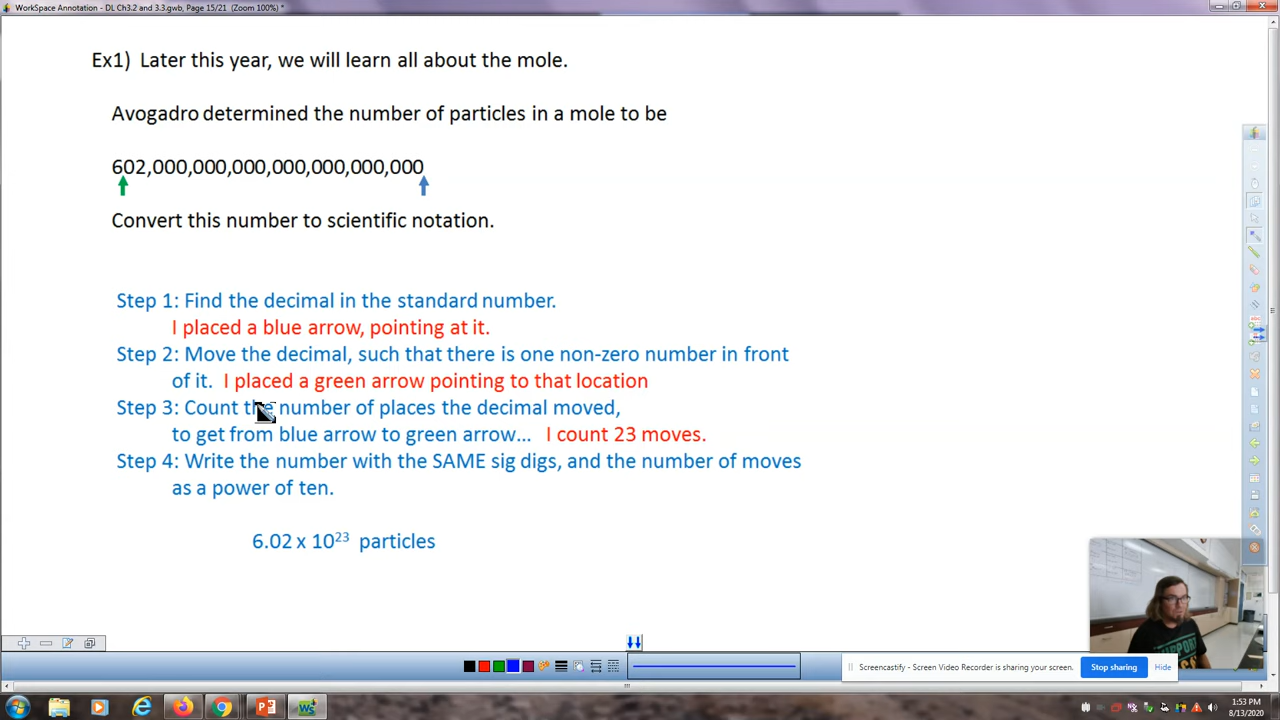 WorkSpace Annotation - DL Ch3.2 and 3.3.gwb, Page 15/21 (Zoom 100%) *
Ex1) Later this year, we will learn all about the mole.
Avogadro determined the number of particles in a mole to be
602,000,000,000,000,000,000,000
Convert this number to scientific notation.
Step 1: Find the decimal in the standard number.
I placed a blue arrow, pointing at it.
Step 2: Move the decimal, such that there is one non-zero number in front
of it. I placed a green arrow pointing to that location
Step 3: Count the number of places the decimal moved,
to get from blue arrow to green arrow... I count 23 moves.
Step 4: Write the number with the SAME sig digs, and the number of moves
as a power of ten.
6.02 x 10²³ particles
Screencastify - Screen Video Recorder is sharing your screen. Stop sharing Hide
1:53 PM
8/13/2020